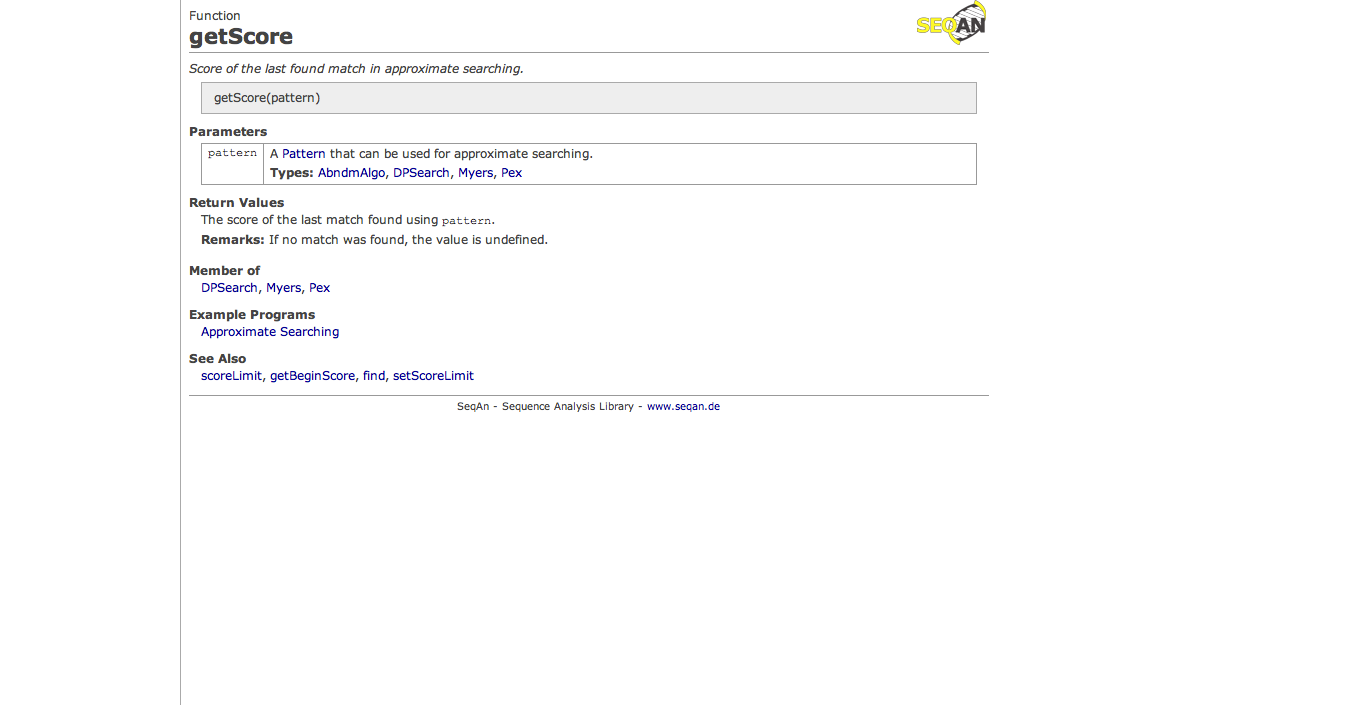 Function
getScore
SEQAN
Score of the last found match in approximate searching.
getScore(pattern)
Parameters
pattern A Pattern that can be used for approximate searching.
Types: AbndmAlgo, DPSearch, Myers, Pex
Return Values
The score of the last match found using pattern.
Remarks: If no match was found, the value is undefined.
Member of
DPSearch, Myers, Pex
Example Programs
Approximate Searching
See Also
scoreLimit, getBeginScore, find, setScoreLimit
SeqAn - Sequence Analysis Library - www.seqan.de